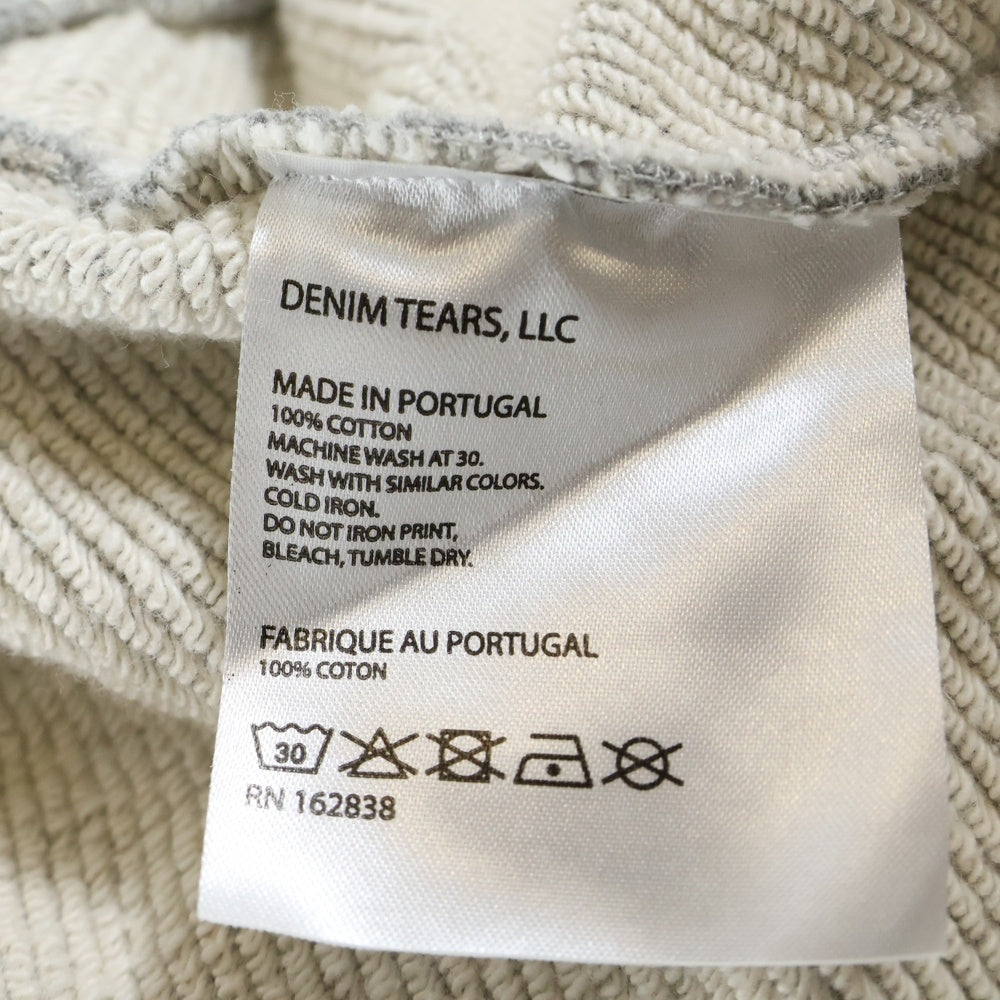 DENIM TEARS, LLC
MADE IN PORTUGAL
100% COTTON
MACHINE WASH AT 30.
WASH WITH SIMILAR COLORS.
COLD IRON.
DO NOT IRON PRINT,
BLEACH, TUMBLE DRY.
FABRIQUE AU PORTUGAL
100% COTON
30
RN 162838